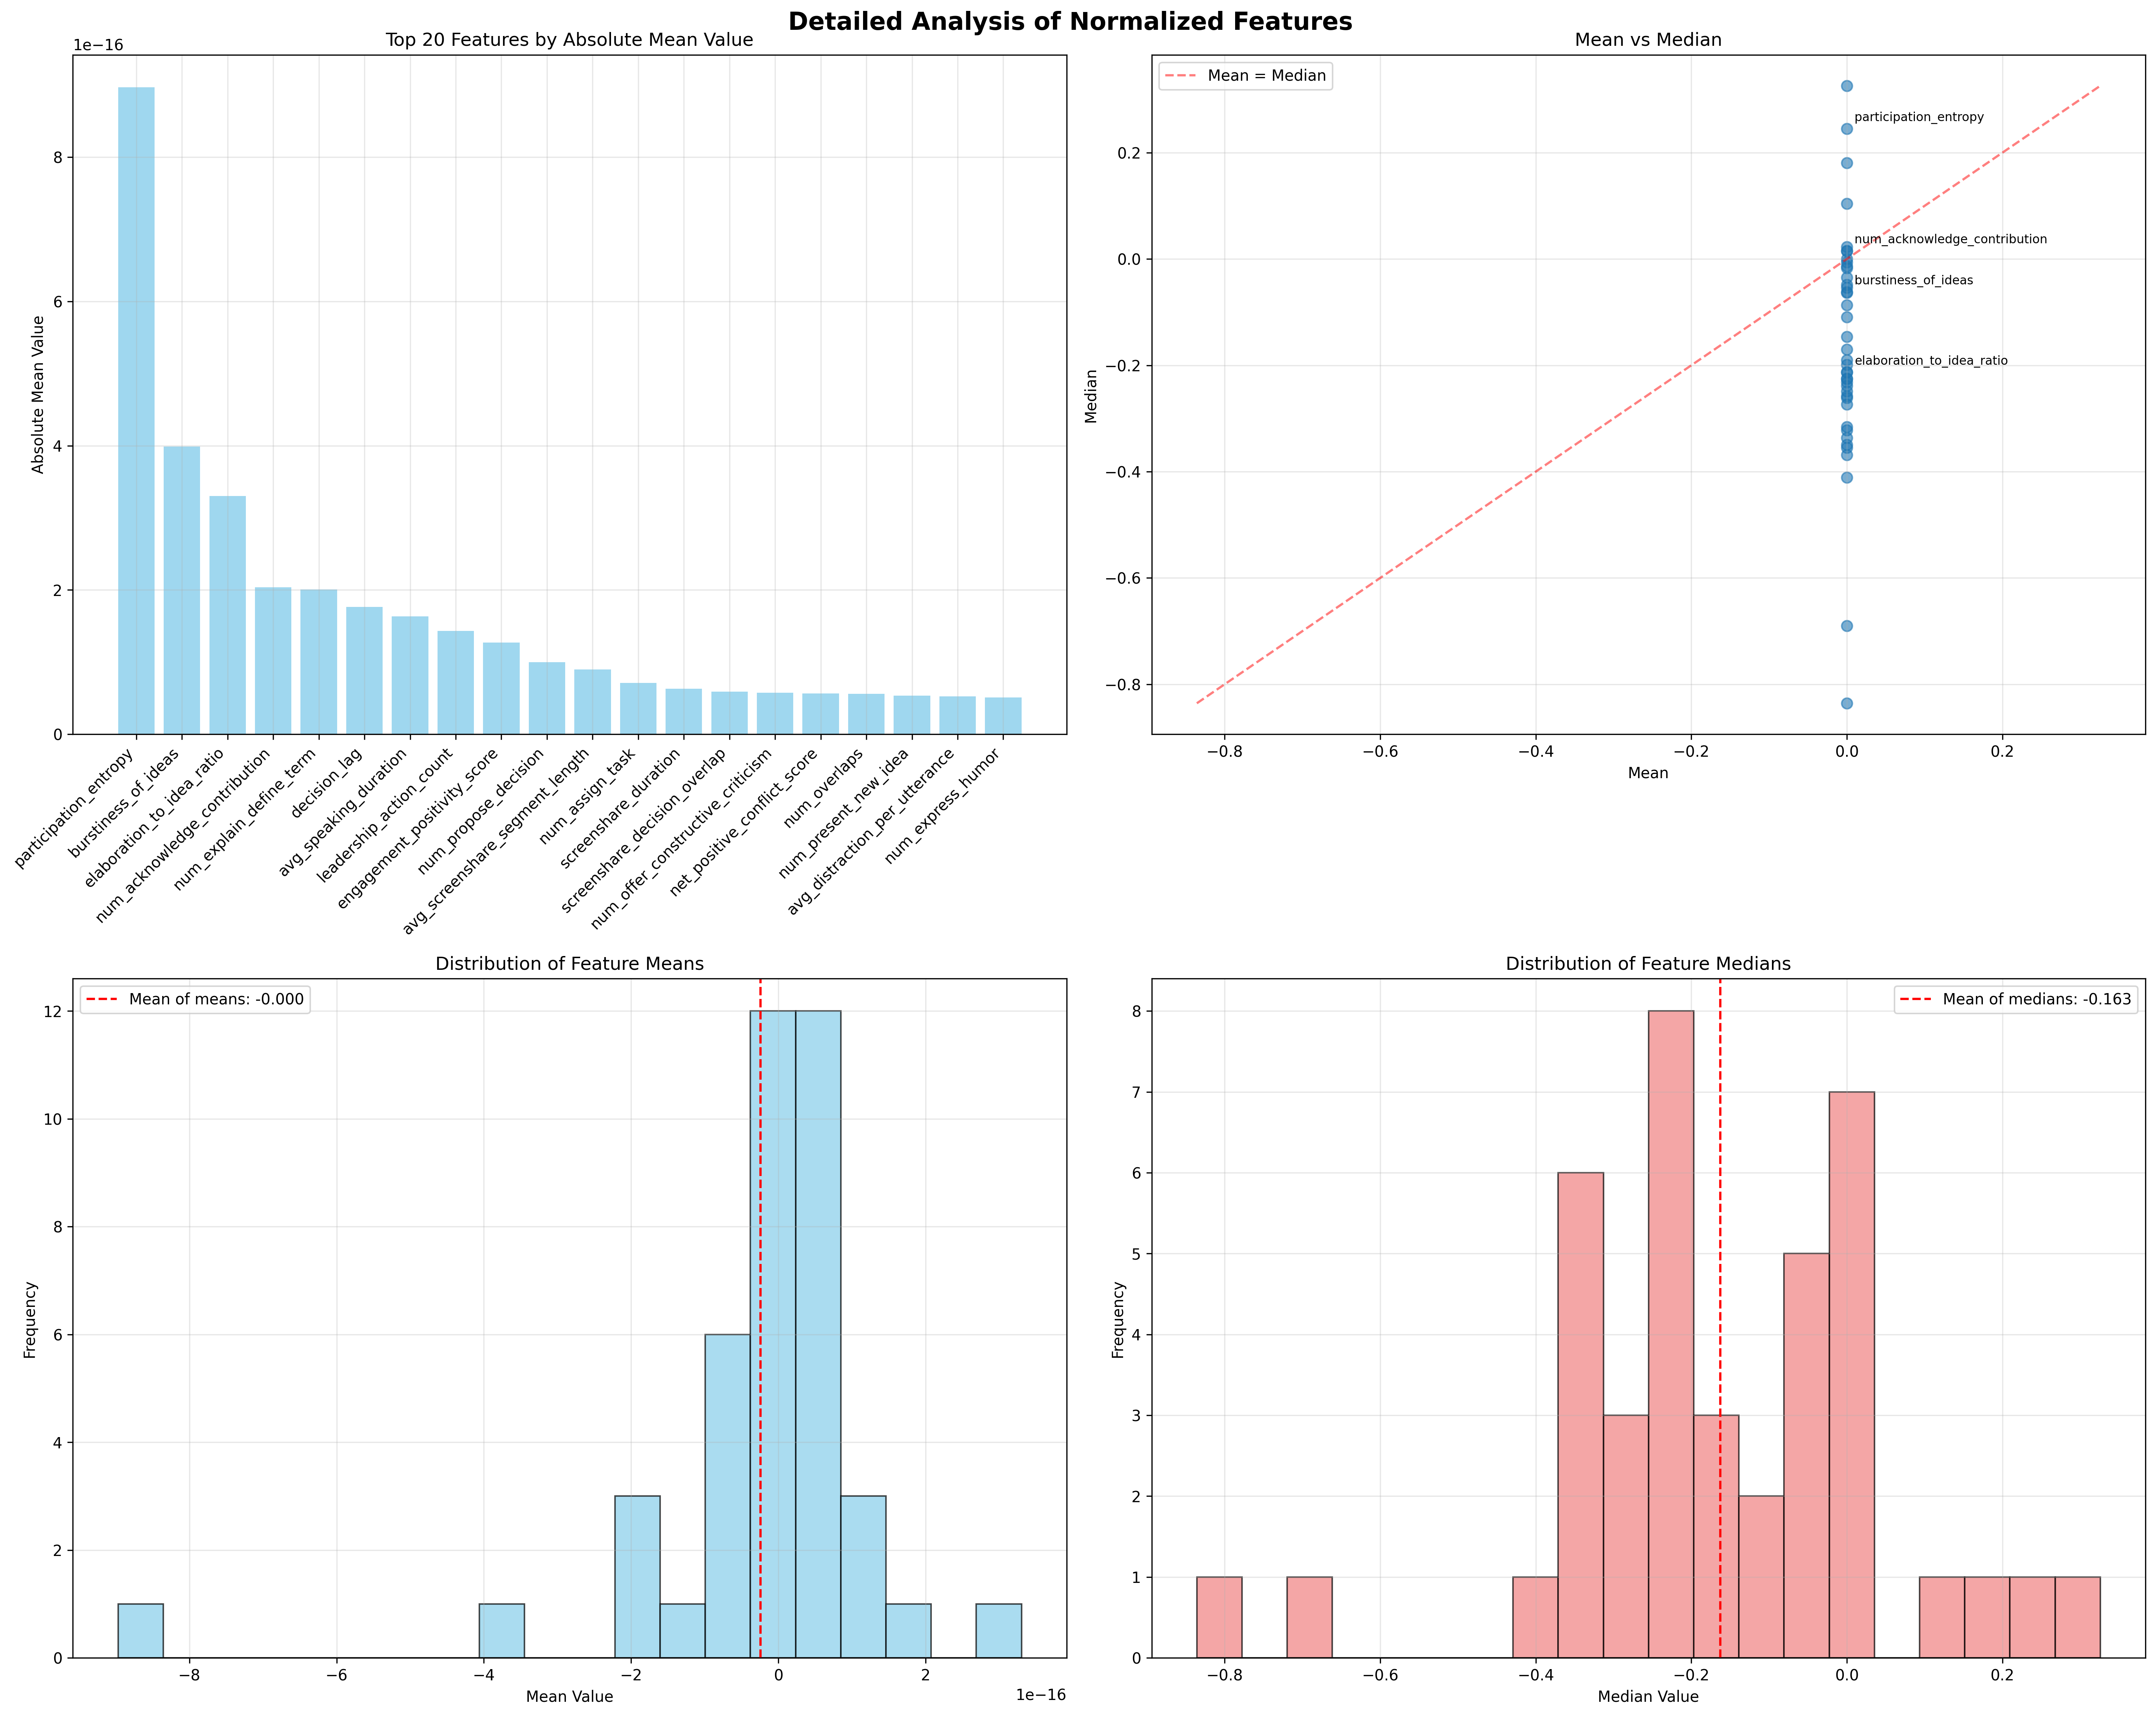 Detailed Analysis of Normalized Features
Top 20 Features by Absolute Mean Value
1e−16
8
6
4
2
0
Absolute Mean Value
participation_entropy
burstiness_of_ideas
elaboration_to_idea_ratio
num_acknowledge_contribution
num_explain_define_term
decision_lag
avg_speaking_duration
leadership_action_count
engagement_positivity_score
num_propose_decision
avg_screenshare_segment_length
num_assign_task
screenshare_duration
screenshare_decision_overlap
num_offer_constructive_criticism
net_positive_conflict_score
num_overlaps
num_present_new_idea
avg_distraction_per_utterance
num_express_humor
Mean vs Median
Mean = Median
participation_entropy
num_acknowledge_contribution
burstiness_of_ideas
elaboration_to_idea_ratio
0.2
0.0
−0.2
−0.4
−0.6
−0.8
Median
−0.8 −0.6 −0.4 −0.2 0.0 0.2
Mean
Distribution of Feature Means
Mean of means: -0.000
12
10
8
6
4
2
0
Frequency
−8 −6 −4 −2 0 2
1e−16
Mean Value
Distribution of Feature Medians
Mean of medians: -0.163
8
7
6
5
4
3
2
1
0
Frequency
−0.8 −0.6 −0.4 −0.2 0.0 0.2
Median Value